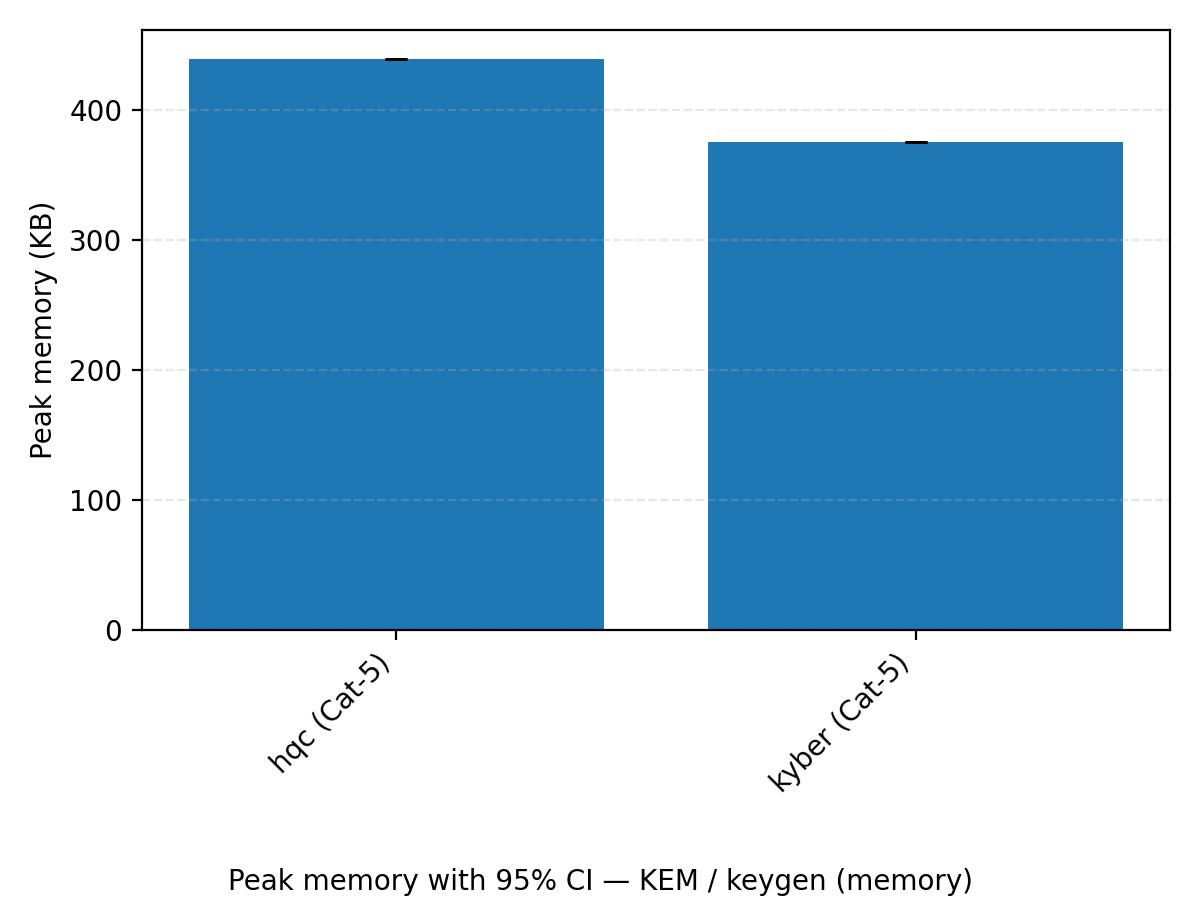 400
300
200
100
0
Peak memory (KB)
hqc (Cat-5)
kyber (Cat-5)
Peak memory with 95% CI — KEM / keygen (memory)